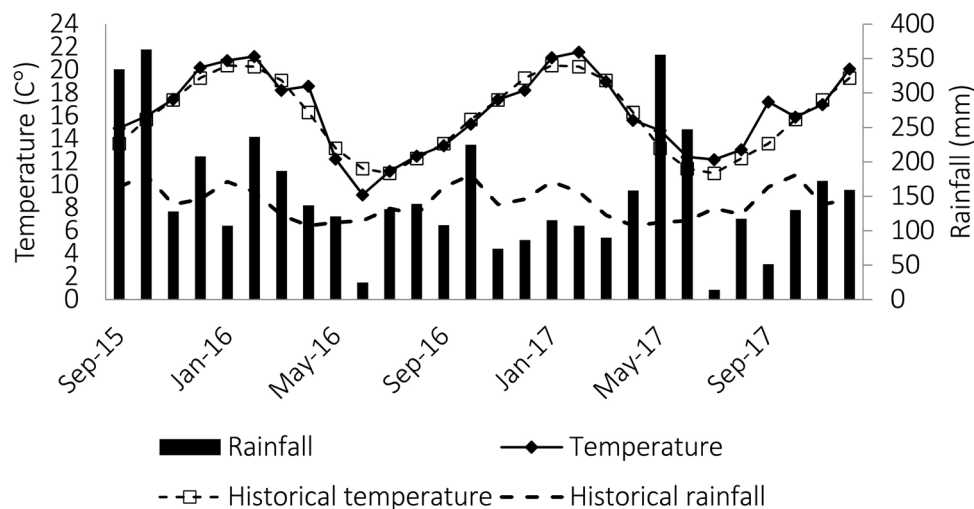 Temperature (C°)
24
22
20
18
16
14
12
10
8
6
4
2
0
400
350
300
250
200
150
100
50
0
Rainfall (mm)
Sep-15
Jan-16
May-16
Sep-16
Jan-17
May-17
Sep-17
Rainfall
Temperature
Historical temperature
Historical rainfall